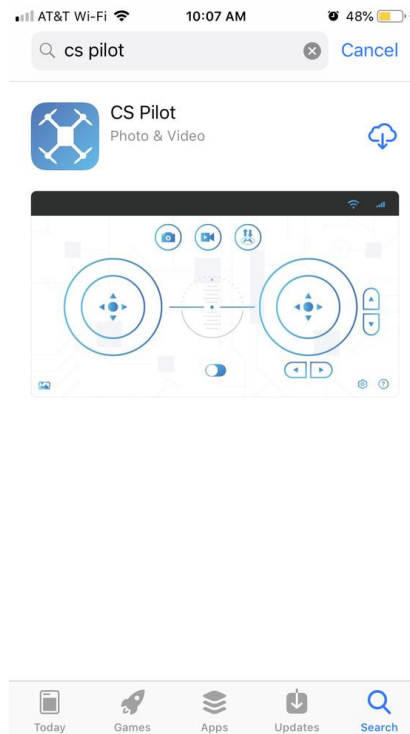 AT&T Wi-Fi 10:07 AM 48%
cs pilot Cancel
CS Pilot
Photo & Video
?
Today Games Apps Updates Search